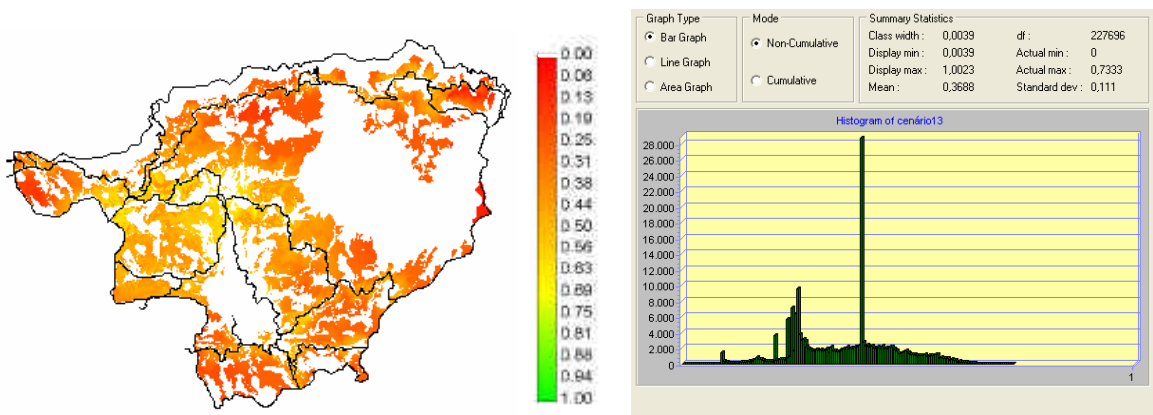 0.00
0.06
0.13
0.19
0.25
0.31
0.38
0.44
0.50
0.56
0.63
0.69
0.75
0.81
0.88
0.94
1.00
Graph Type
Bar Graph
Line Graph
Area Graph
Mode
Non-Cumulative
Cumulative
Summary Statistics
Class width : 0,0039 df : 227696
Display min : 0,0039 Actual min : 0
Display max : 1,0023 Actual max : 0,7333
Mean : 0,3688 Standard dev : 0,111
Histogram of cenário13
28.000
26.000
24.000
22.000
20.000
18.000
16.000
14.000
12.000
10.000
8.000
6.000
4.000
2.000
0
1